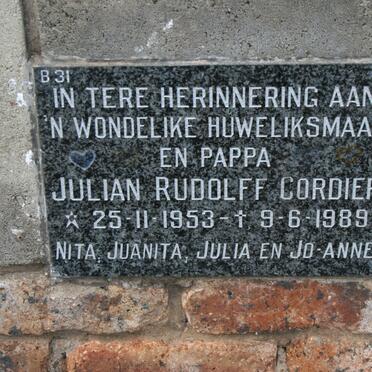 B 31
IN TERE HERINNERING AAN
'N WONDELIKE HUWELIKSMAA
EN PAPPA
JULIAN RUDOLFF CORDIER
☆ 25-11-1953 - ✝ 9-6-1989
NITA, JUANITA, JULIA EN JO-ANNE